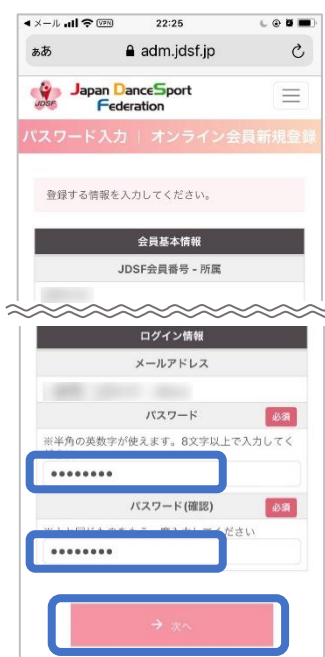 メール VPN 22:25
ああ adm.jdsf.jp
JDSF Japan DanceSport
Federation
パスワード入力 | オンライン会員新規登録
登録する情報を入力してください。
会員基本情報
JDSF会員番号 - 所属
ログイン情報
メールアドレス
パスワード 必須
※半角の英数字が使えます。8文字以上で入力してく
パスワード(確認) 必須
ださい
→ 次へ